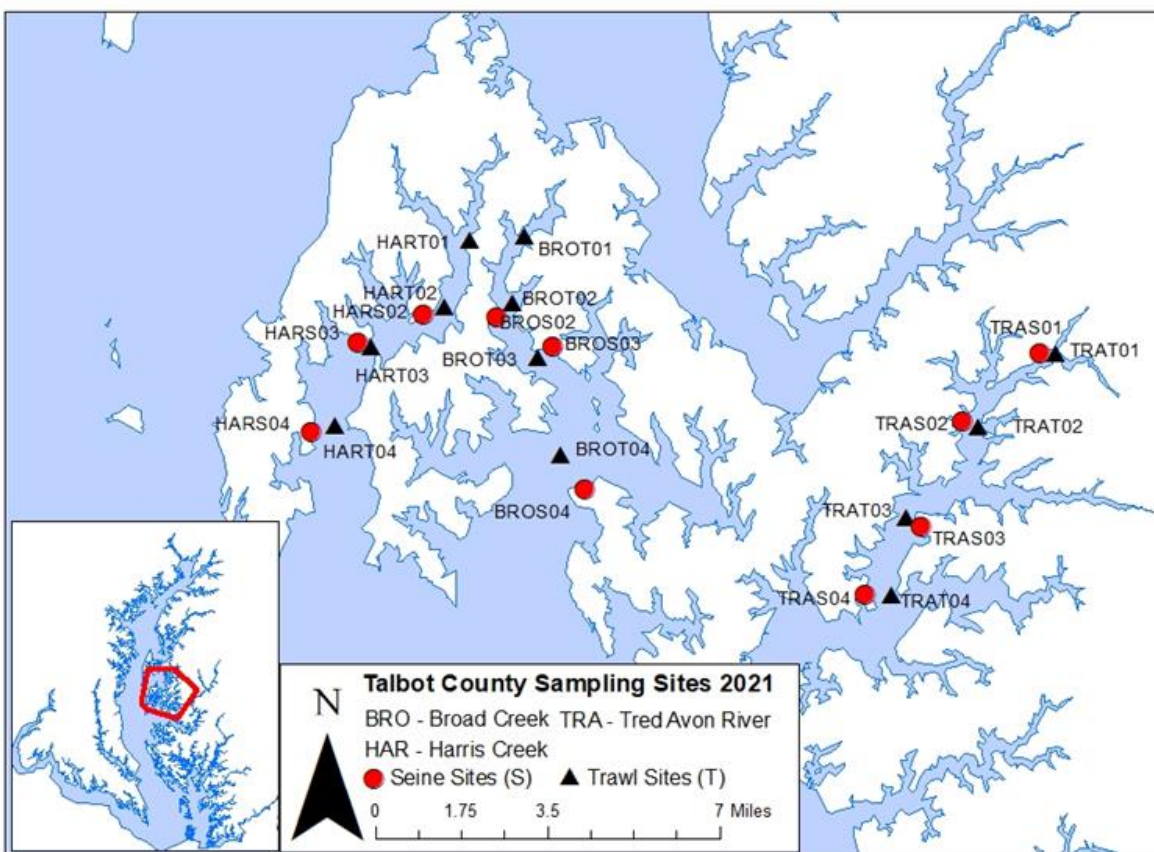 HART01
BROT01
HART02
BROT02
HARS02
BROS02
HARS03
BROS03
BROT03
HART03
TRAS01
TRAT01
HARS04
HART04
TRAS02
TRAT02
BROT04
BROS04
TRAT03
TRAS03
TRAS04
TRAT04
N
Talbot County Sampling Sites 2021
BRO - Broad Creek TRA - Tred Avon River
HAR - Harris Creek
Seine Sites (S) Trawl Sites (T)
0 1.75 3.5 7 Miles